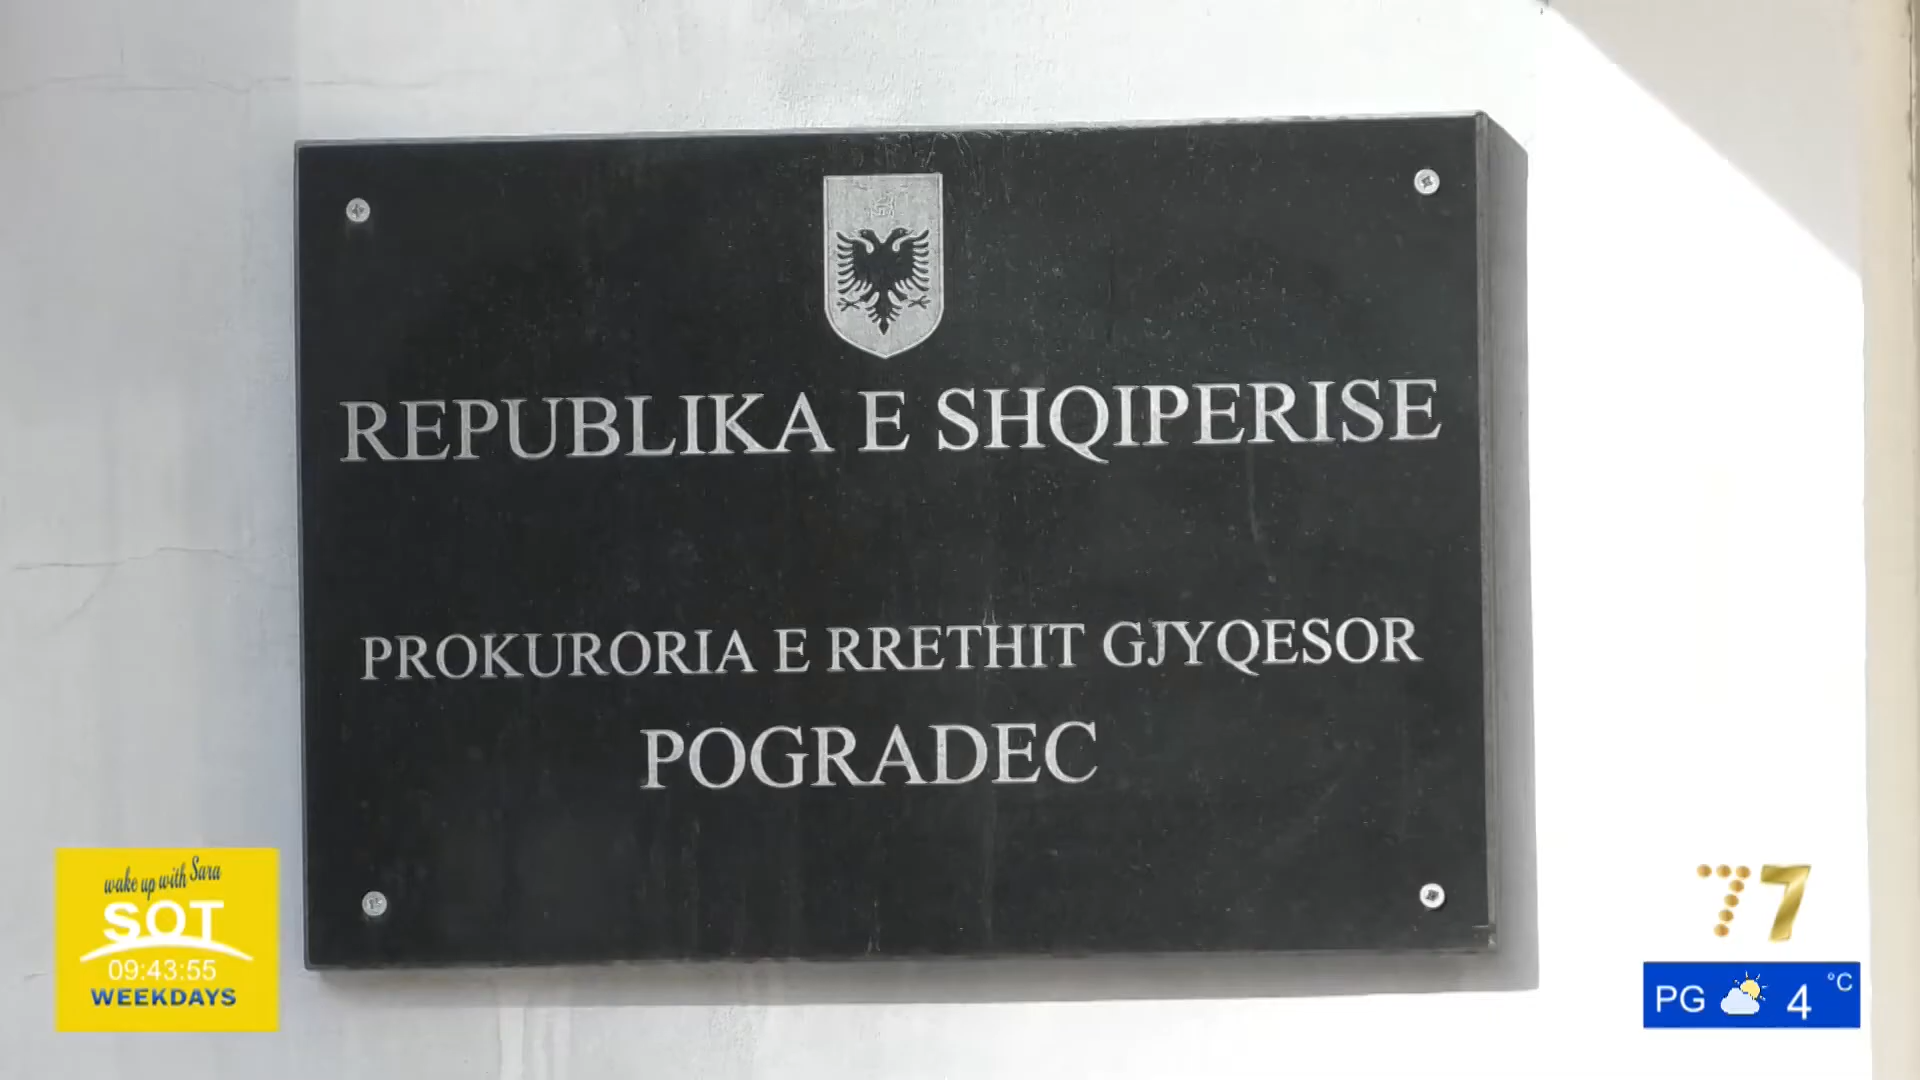 REPUBLIKA E SHQIPERISE
PROKURORIA E RRETHIT GJYQESOR
POGRADEC
wake up with Sara
SOT
09:43:55
WEEKDAYS
77
PG 4 °C